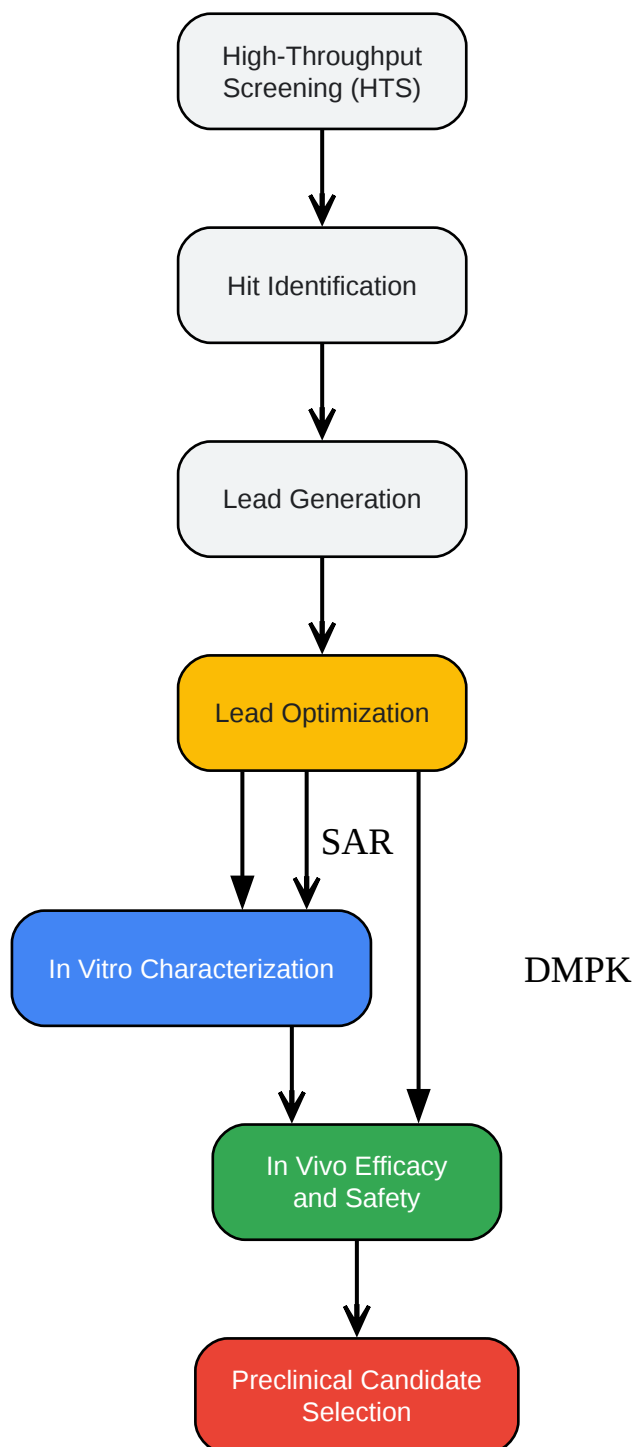 High-Throughput
Screening (HTS)
Hit Identification
Lead Generation
Lead Optimization
SAR
In Vitro Characterization
DMPK
In Vivo Efficacy
and Safety
Preclinical Candidate
Selection